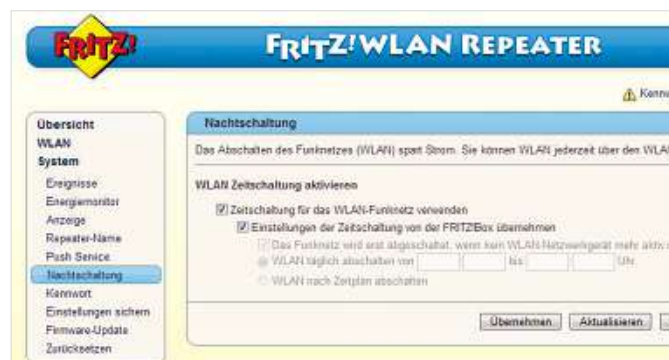 FRITZ!
FRITZ!WLAN REPEATER
Übersicht
WLAN
System
Ereignisse
Energiemonitor
Anzeige
Repeater-Name
Push Service
Nachtschaltung
Kennwort
Einstellungen sichern
Firmware-Update
Zurücksetzen
Nachtschaltung
Das Abschalten des Funknetzes (WLAN) spart Strom. Sie können WLAN jederzeit über den WLA
WLAN Zeitschaltung aktivieren
Zeitschaltung für das WLAN-Funknetz verwenden
Einstellungen der Zeitschaltung von der FRITZ!Box übernehmen
Das Funknetz wird erst abgeschaltet, wenn kein WLAN-Netzwerkgerät mehr aktiv
WLAN täglich abschalten von bis Uhr
WLAN nach Zeitplan abschalten
Übernehmen Aktualisieren